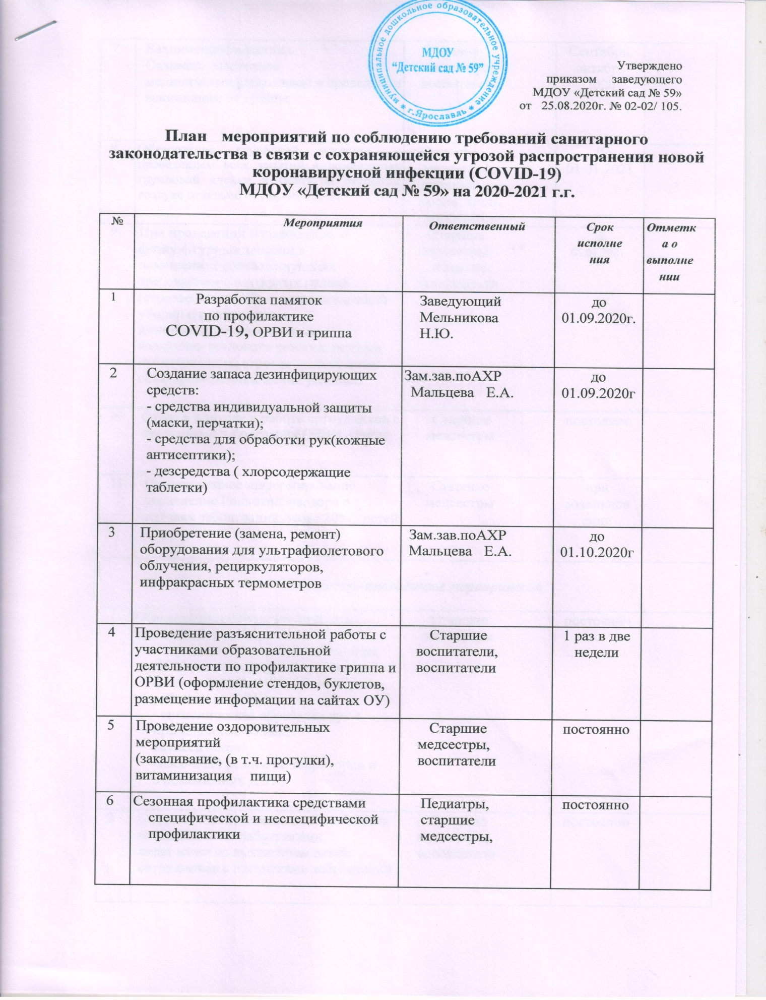 муниципальное дошкольное образовательное учреждение * г.Ярославль *
МДОУ
“Детский сад № 59”
Утверждено
приказом заведующего
МДОУ «Детский сад № 59»
от 25.08.2020г. № 02-02/ 105.
План мероприятий по соблюдению требований санитарного
законодательства в связи с сохраняющейся угрозой распространения новой
коронавирусной инфекции (COVID-19)
МДОУ «Детский сад № 59» на 2020-2021 г.г.
№
Мероприятия
Ответственный
Срок
исполне
ния
Отметк
а о
выполне
нии
1
Разработка памяток
по профилактике
COVID-19, ОРВИ и гриппа
Заведующий
Мельникова
Н.Ю.
до
01.09.2020г.
2
Создание запаса дезинфицирующих
средств:
- средства индивидуальной защиты
(маски, перчатки);
- средства для обработки рук(кожные
антисептики);
- дезсредства ( хлорсодержащие
таблетки)
Зам.зав.поАХР
Мальцева Е.А.
до
01.09.2020г
3
Приобретение (замена, ремонт)
оборудования для ультрафиолетового
облучения, рециркуляторов,
инфракрасных термометров
Зам.зав.поАХР
Мальцева Е.А.
до
01.10.2020г
4
Проведение разъяснительной работы с
участниками образовательной
деятельности по профилактике гриппа и
ОРВИ (оформление стендов, буклетов,
размещение информации на сайтах ОУ)
Старшие
воспитатели,
воспитатели
1 раз в две
недели
5
Проведение оздоровительных
мероприятий
(закаливание, (в т.ч. прогулки),
витаминизация пищи)
Старшие
медсестры,
воспитатели
постоянно
6
Сезонная профилактика средствами
специфической и неспецифической
профилактики
Педиатры,
старшие
медсестры,
постоянно